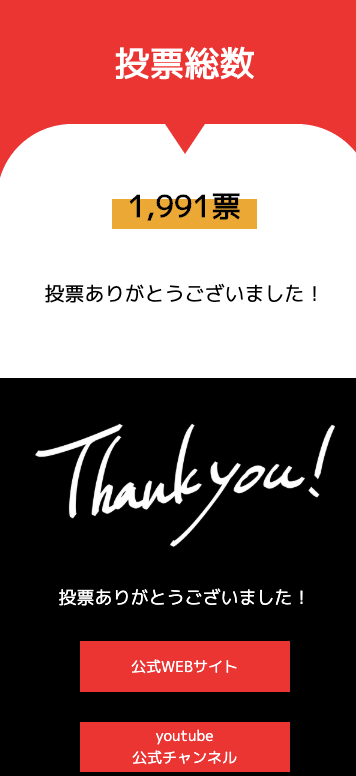 投票総数
1,991票
投票ありがとうございました！
Thank you!
投票ありがとうございました！
公式WEBサイト
youtube
公式チャンネル